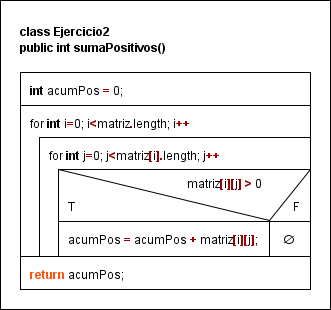 class Ejercicio2
public int sumaPositivos()
int acumPos = 0;
for int i=0; i<matriz.length; i++
for int j=0; j<matriz[i].length; j++
matriz[i][j] > 0
T
F
acumPos = acumPos + matriz[i][j];
∅
return acumPos;